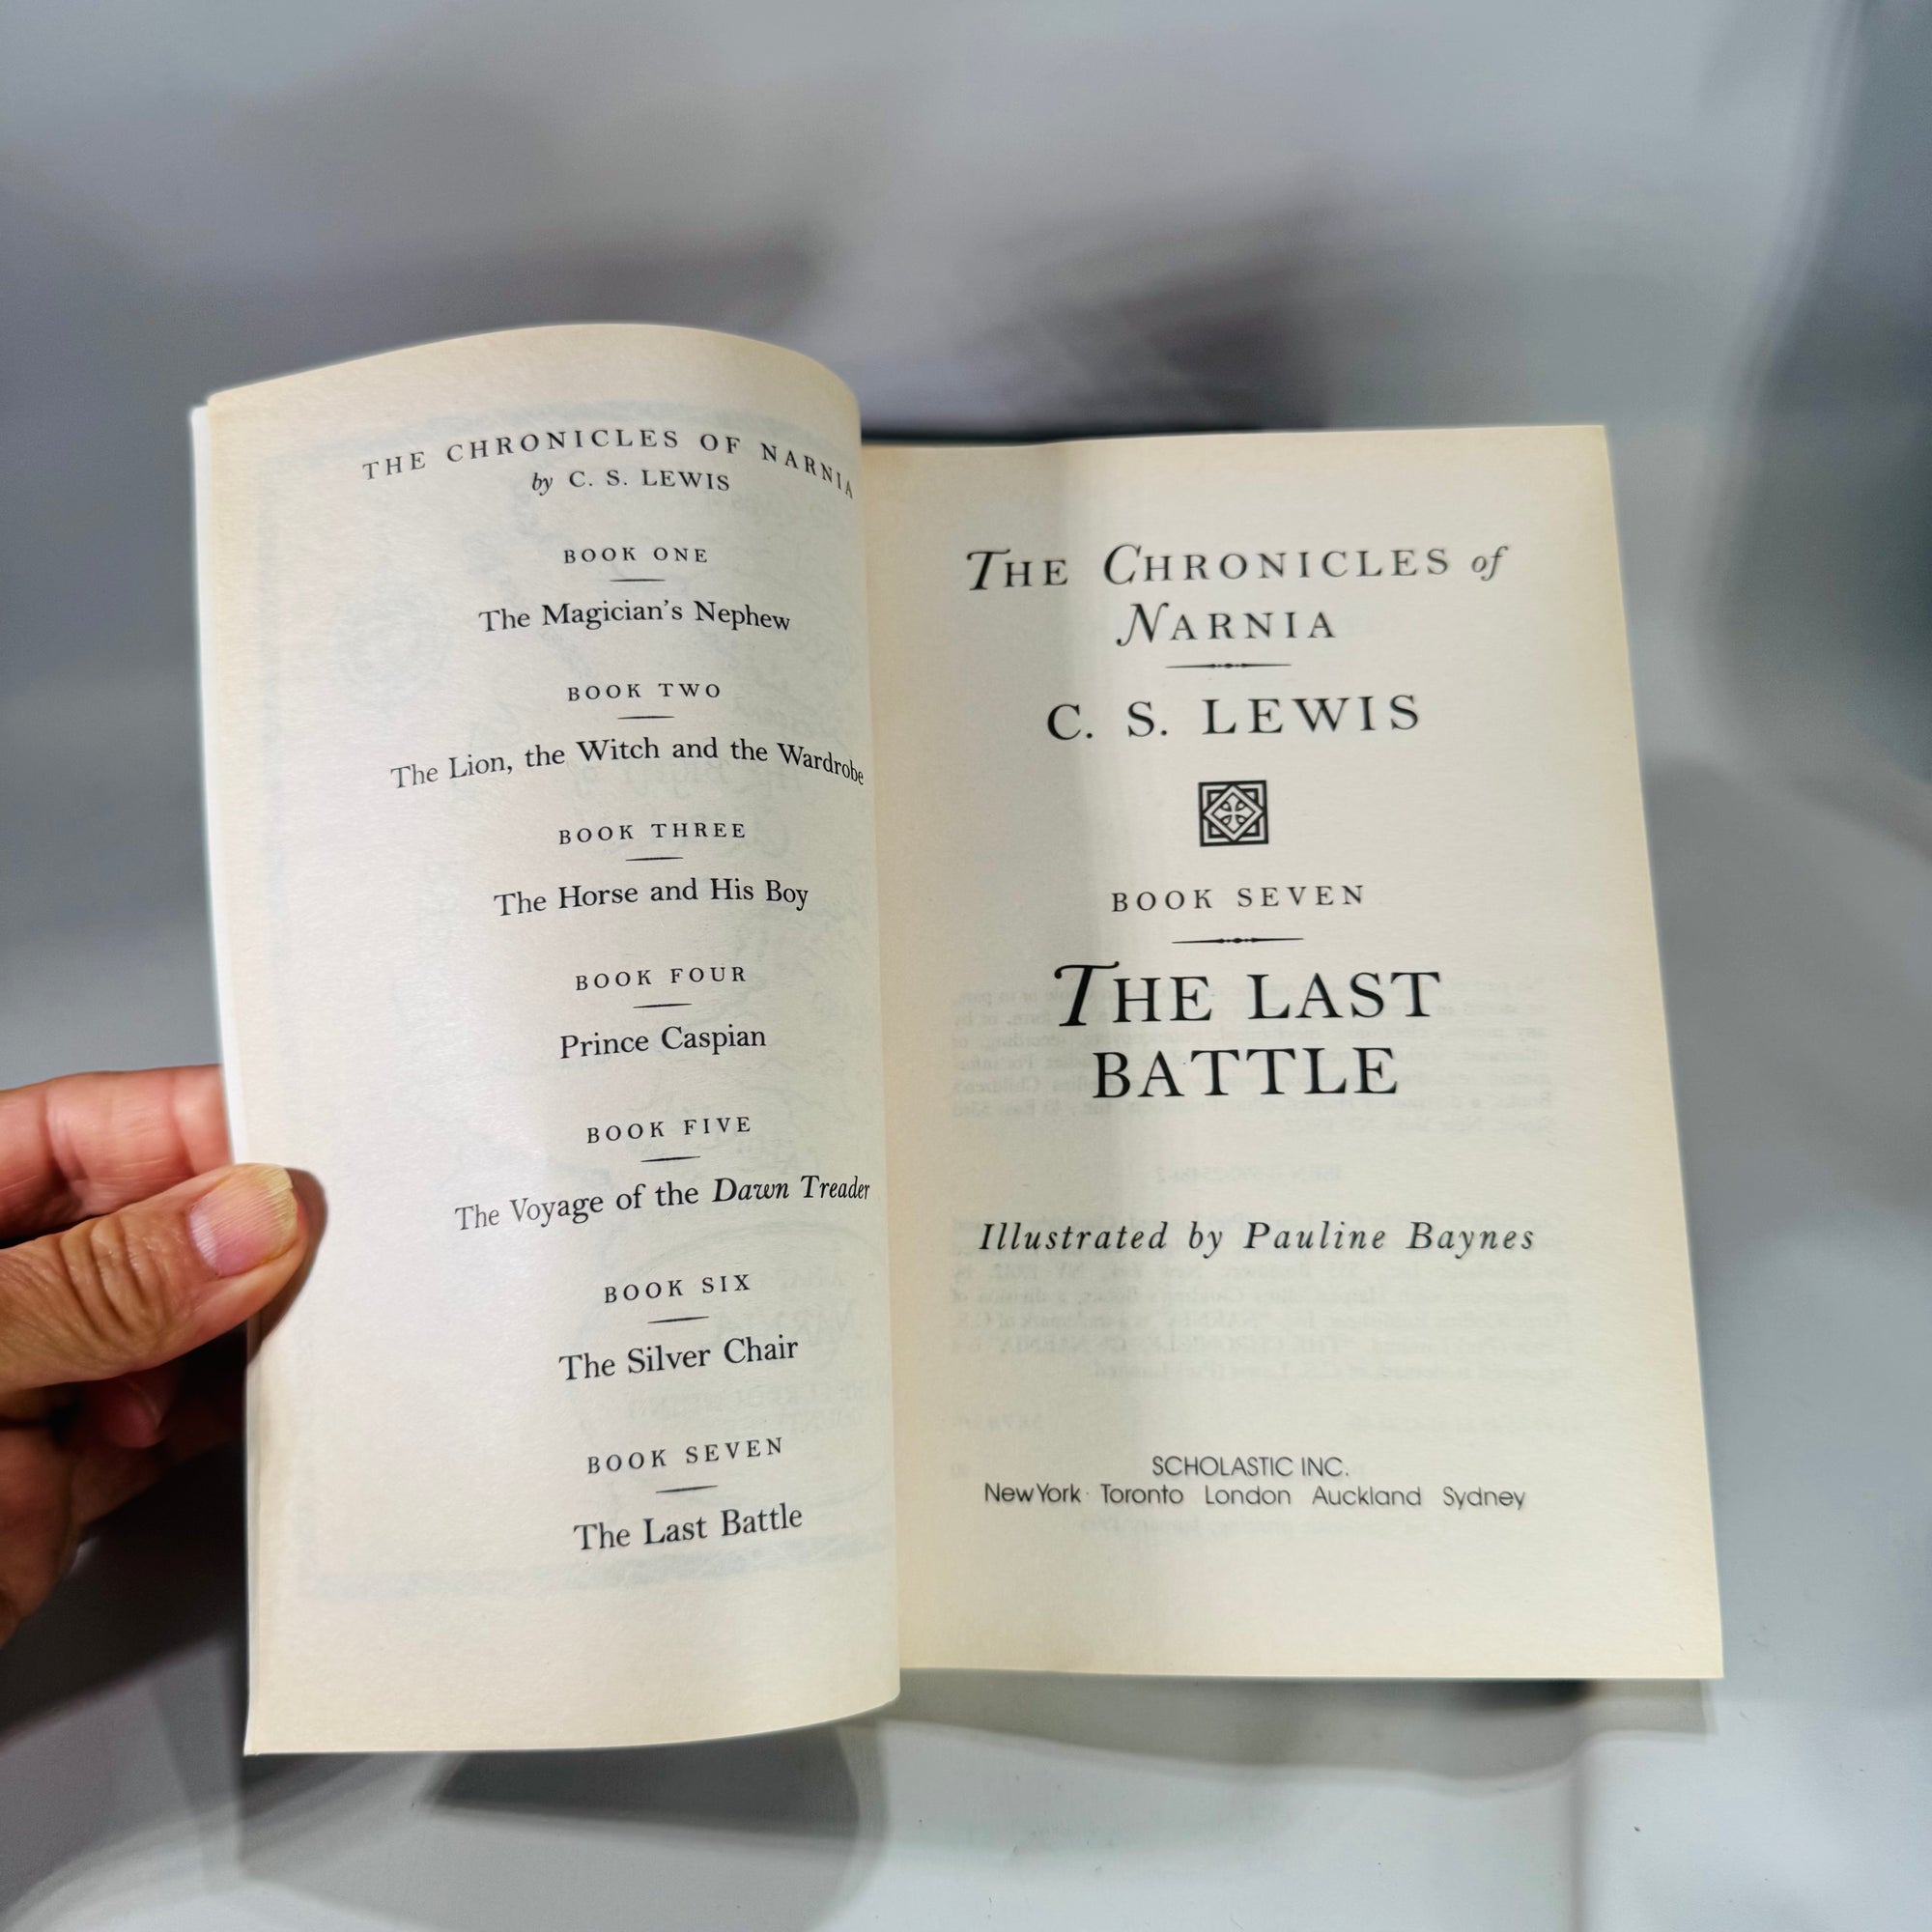 THE CHRONICLES OF NARNIA
by C. S. LEWIS
BOOK ONE
The Magician's Nephew
BOOK TWO
The Lion, the Witch and the Wardrobe
BOOK THREE
The Horse and His Boy
BOOK FOUR
Prince Caspian
BOOK FIVE
The Voyage of the Dawn Treader
BOOK SIX
The Silver Chair
BOOK SEVEN
The Last Battle
THE CHRONICLES of
NARNIA
C. S. LEWIS
BOOK SEVEN
THE LAST
BATTLE
Illustrated by Pauline Baynes
SCHOLASTIC INC.
New York Toronto London Auckland Sydney